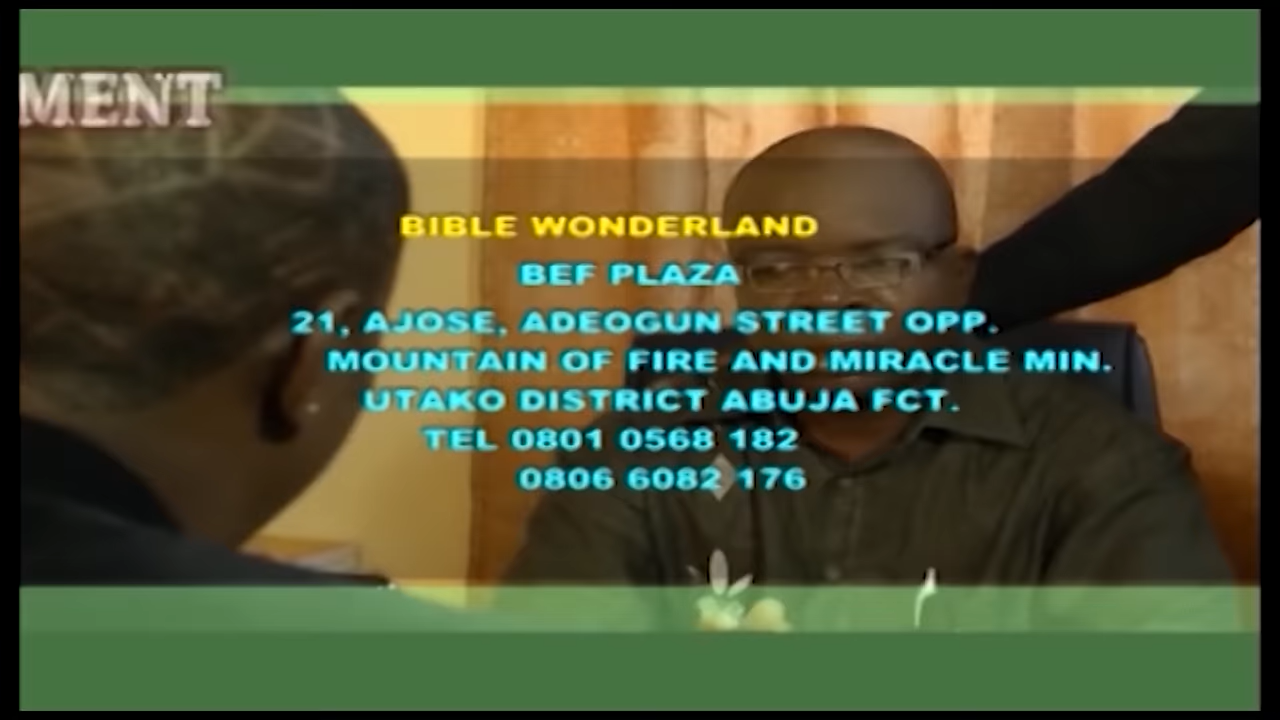 MENT
BIBLE WONDERLAND
BEF PLAZA
21, AJOSE, ADEOGUN STREET OPP.
MOUNTAIN OF FIRE AND MIRACLE MIN.
UTAKO DISTRICT ABUJA FCT.
TEL 0801 0568 182
0806 6082 176